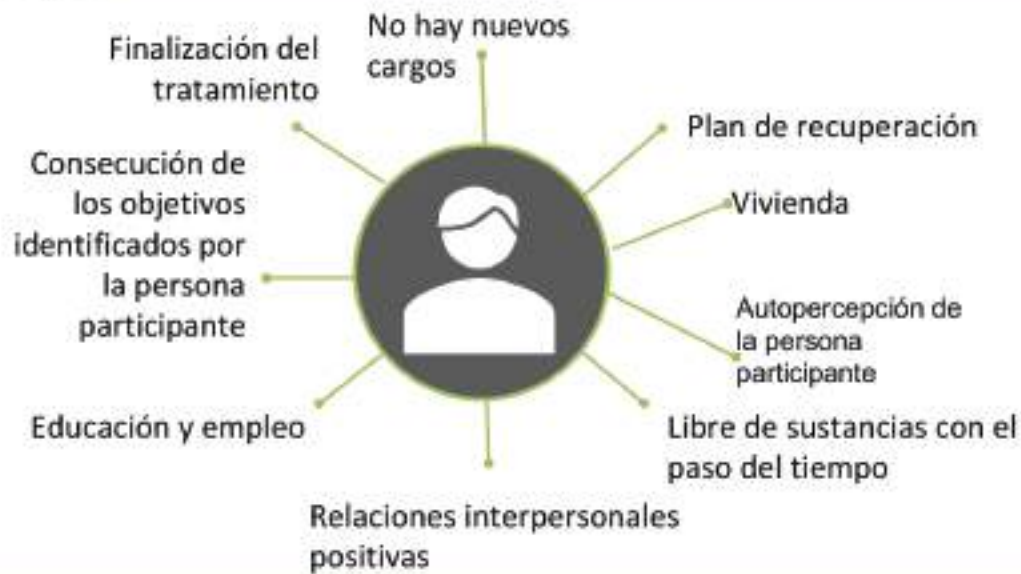 No hay nuevos
cargos
Finalización del
tratamiento
Plan de recuperación
Consecución de
los objetivos
identificados por
la persona
participante
Vivienda
Autopercepción de
la persona
participante
Educación y empleo
Libre de sustancias con el
paso del tiempo
Relaciones interpersonales
positivas